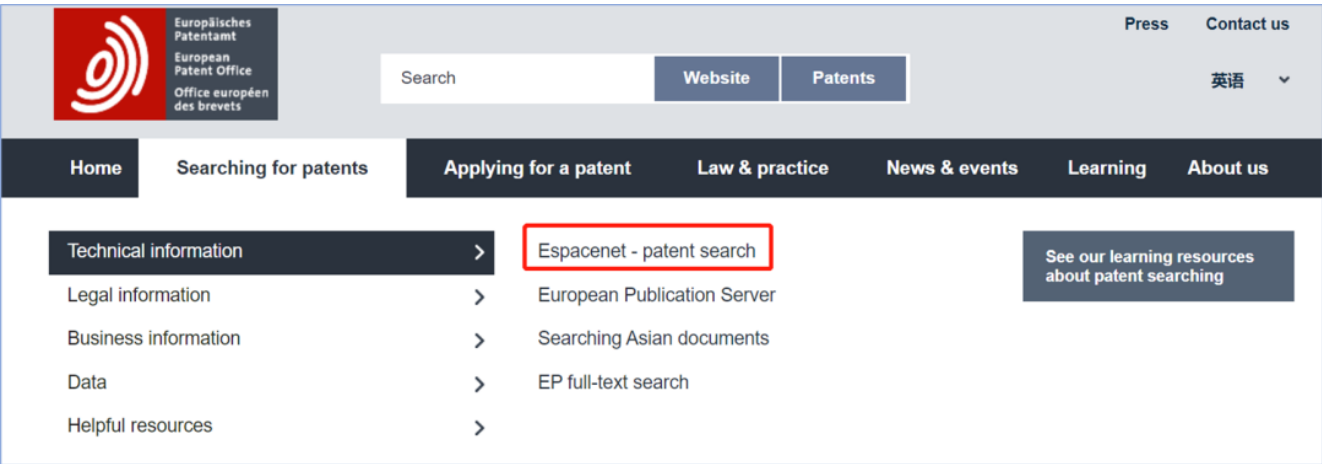 Europäisches
Patentamt
European
Patent Office
Office européen
des brevets
Press
Contact us
Search
Website
Patents
英语
Home
Searching for patents
Applying for a patent
Law & practice
News & events
Learning
About us
Technical information
Legal information
Business information
Data
Helpful resources
Espacenet - patent search
European Publication Server
Searching Asian documents
EP full-text search
See our learning resources
about patent searching